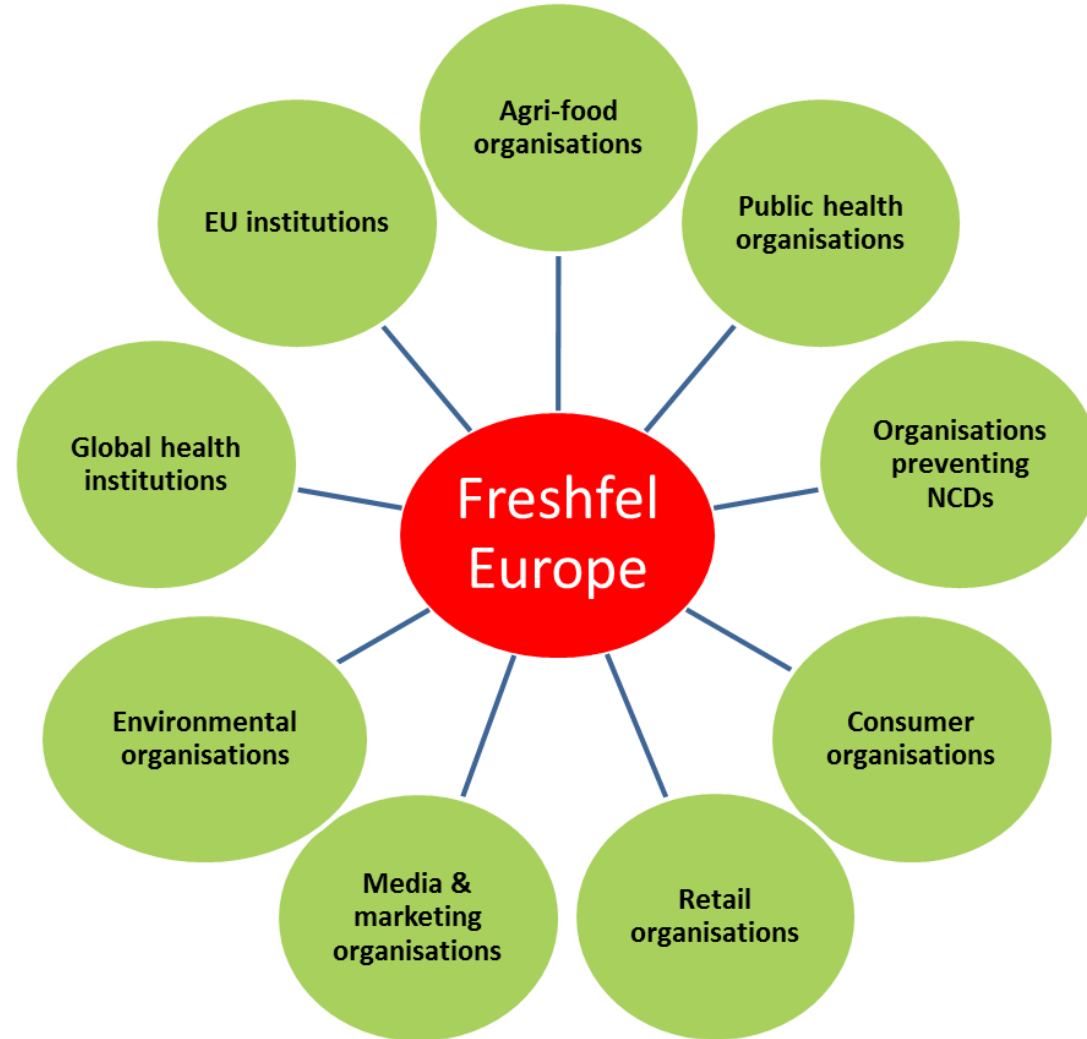 Agri-food
organisations
EU institutions
Public health
organisations
Global health
institutions
Organisations
preventing
NCDs
Freshfel
Europe
Environmental
organisations
Consumer
organisations
Media &
marketing
organisations
Retail
organisations